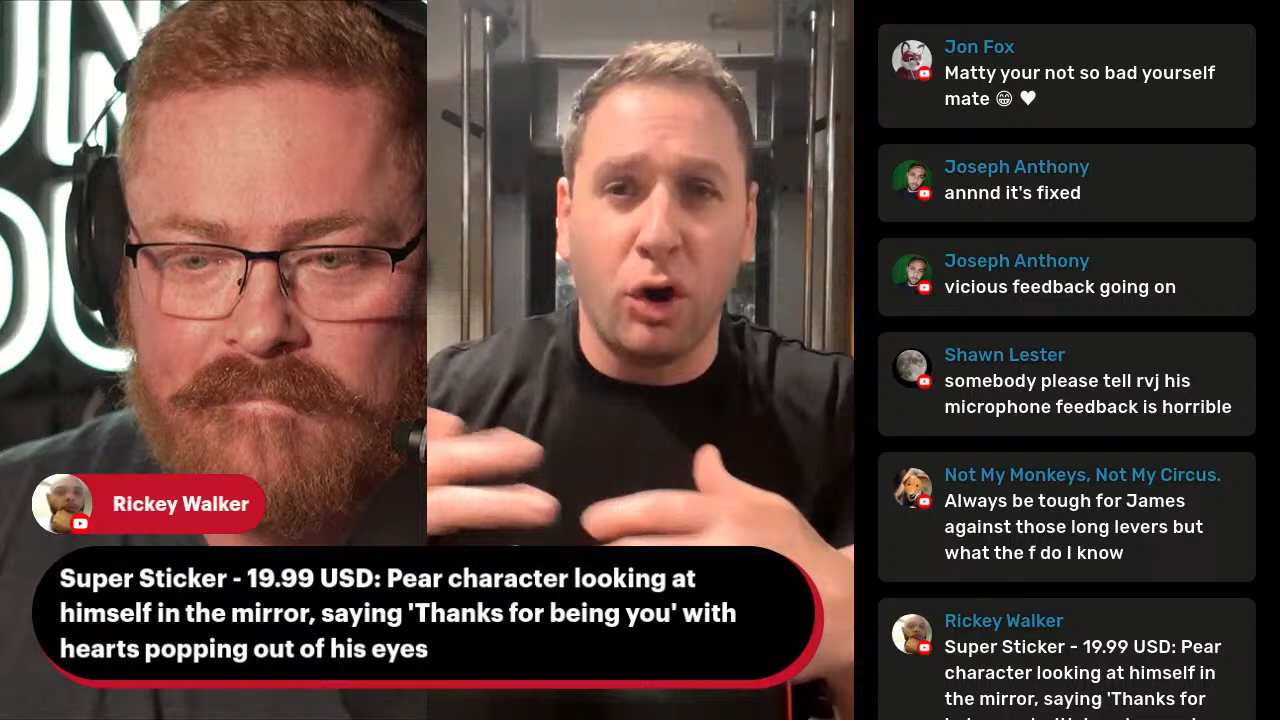 Rickey Walker
Super Sticker - 19.99 USD: Pear character looking at
himself in the mirror, saying 'Thanks for being you' with
hearts popping out of his eyes
Jon Fox
Matty your not so bad yourself
mate 😁 ♥
Joseph Anthony
annnd it's fixed
Joseph Anthony
vicious feedback going on
Shawn Lester
somebody please tell rvj his
microphone feedback is horrible
Not My Monkeys, Not My Circus.
Always be tough for James
against those long levers but
what the f do I know
Rickey Walker
Super Sticker - 19.99 USD: Pear
character looking at himself in
the mirror, saying 'Thanks for